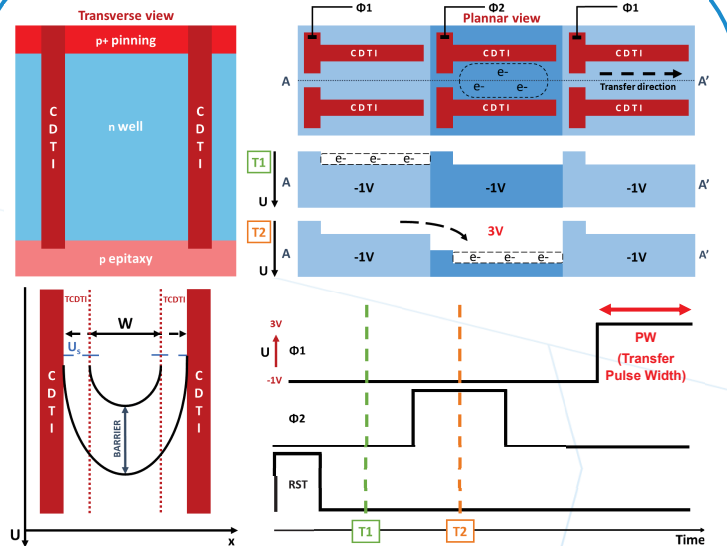 Transverse view
p+ pinning
CDTI
n well
CDTI
p epitaxy
Φ1
Φ2
Φ1
Plannar view
CDTI
CDTI
CDTI
A
e-
e- e-
A'
Transfer direction
CDTI
CDTI
CDTI
T1
A
e- e- e-
-1V
-1V
-1V
A'
U
T2
3V
A
-1V
e- e- e-
-1V
A'
U
TCDTI
TCDTI
W
Us
CDTI
BARRIER
CDTI
U
x
3V
U
Φ1
-1V
PW
(Transfer
Pulse Width)
Φ2
RST
T1
T2
Time